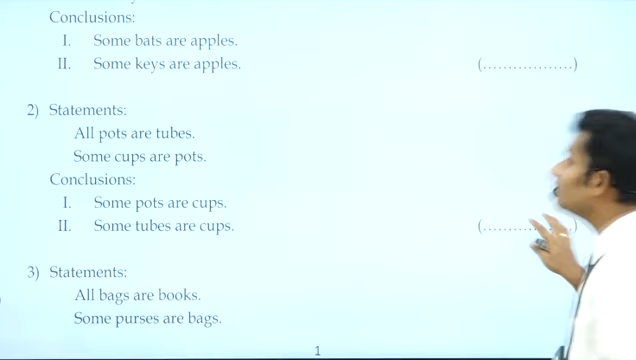 Conclusions:
I. Some bats are apples.
II. Some keys are apples.
(..................)
2) Statements:
All pots are tubes.
Some cups are pots.
Conclusions:
I. Some pots are cups.
II. Some tubes are cups.
(..................)
3) Statements:
All bags are books.
Some purses are bags.
1